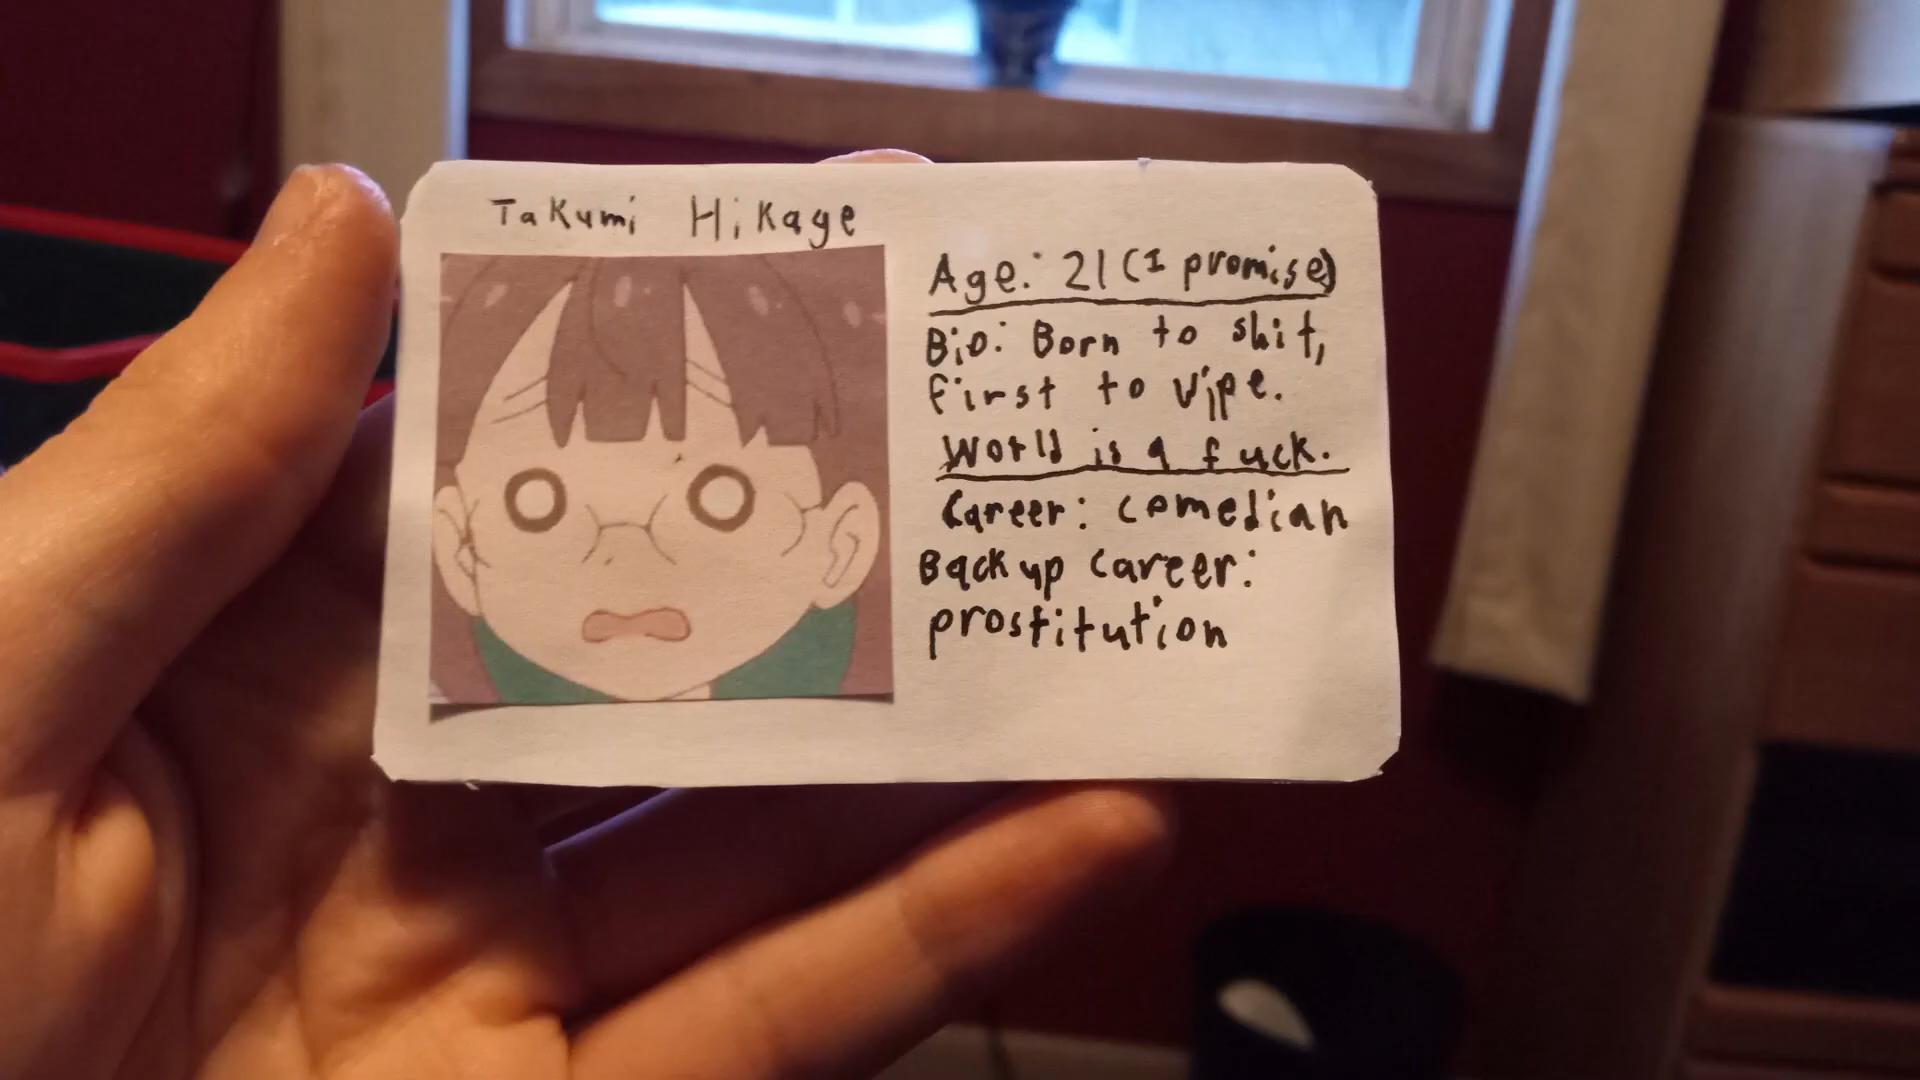 Takumi Hikage
Age: 21 (I promise)
Bio: Born to shit,
first to vipe.
World is a fuck.
Career: comedian
Backup career:
prostitution